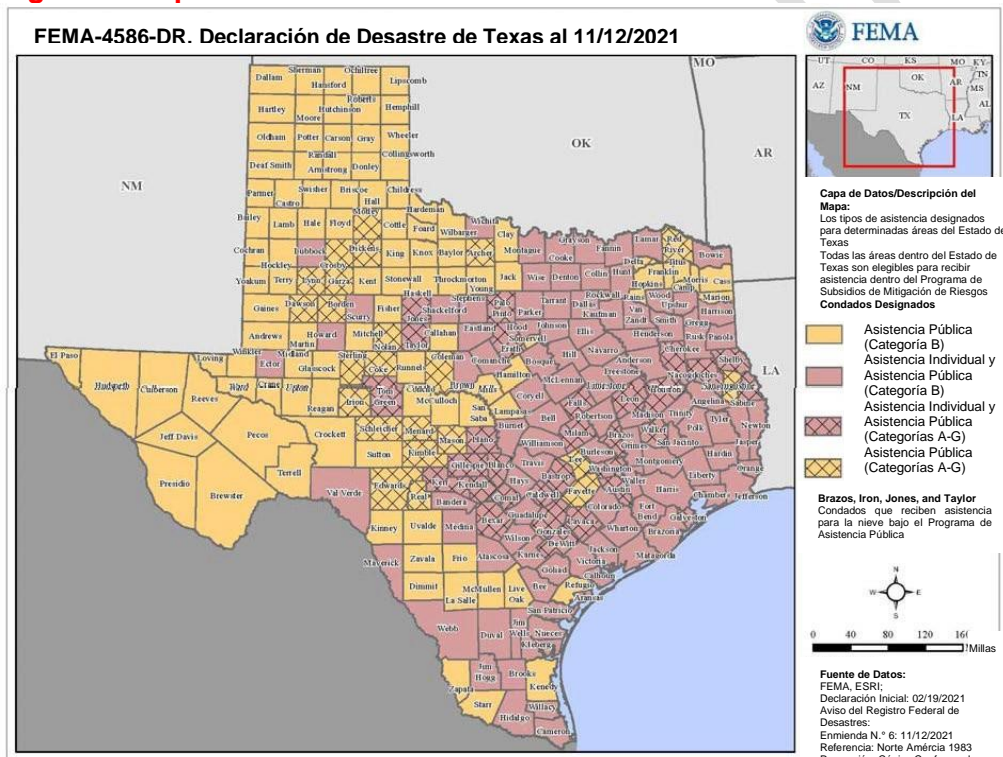 FEMA-4586-DR. Declaración de Desastre de Texas al 11/12/2021
FEMA
UT CO KS MO KY
AZ NM OK AR TN
MS
TX LA AL
MO
OK
AR
NM
LA
Dallam Sherman Hansford Ochiltree Lipscomb
Hartley Moore Hutchinson Roberts Hemphill
Oldham Potter Carson Gray Wheeler
Deaf Smith Randall Armstrong Donley Collingsworth
Parmer Castro Swisher Briscoe Hall Childress
Bailey Lamb Hale Floyd Motley Cottle Hardeman Foard Wilbarger Wichita Clay
Cochran Hockley Lubbock Crosby Dickens King Knox Baylor Archer Montague Cooke Grayson Fannin Lamar Red River Bowie
Yoakum Terry Lynn Garza Kent Stonewall Haskell Throckmorton Young Jack Wise Denton Collin Hunt Delta Hopkins Franklin Titus Morris Cass
Gaines Dawson Borden Scurry Fisher Jones Shackelford Stephens Palo Pinto Parker Tarrant Dallas Rockwall Kaufman Rains Wood Upshur Marion
Andrews Martin Howard Mitchell Nolan Taylor Callahan Eastland Erath Hood Somervell Johnson Ellis Van Zandt Smith Gregg Harrison
El Paso Hudspeth Culberson Reeves Loving Winkler Ector Midland Glasscock Sterling Coke Runnels Coleman Brown Comanche Hamilton Bosque Hill Navarro Henderson Anderson Cherokee Rusk Panola Shelby
Ward Crane Upton Reagan Irion Tom Green Concho McCulloch Mills San Saba Lampasas Coryell McLennan Limestone Freestone Leon Houston Nacogdoches San Augustine Sabine
Jeff Davis Pecos Crockett Schleicher Menard Mason Llano Burnet Bell Falls Robertson Madison Trinity Angelina Polk Tyler Jasper Newton
Presidio Brewster Terrell Sutton Kimble Gillespie Blanco Travis Williamson Milam Burleson Brazos Grimes Walker San Jacinto Hardin Orange
Val Verde Edwards Real Kerr Kendall Bandera Comal Hays Caldwell Bastrop Lee Fayette Washington Austin Waller Montgomery Harris Liberty Chambers Jefferson
Kinney Uvalde Medina Bexar Guadalupe Wilson Gonzales Lavaca Colorado Wharton Fort Bend Brazoria Galveston
Maverick Zavala Frio Atascosa Karnes DeWitt Victoria Jackson Matagorda
Dimmit La Salle McMullen Live Oak Bee Goliad Refugio Calhoun Aransas
Webb Duval Jim Wells Nueces Kleberg San Patricio
Zapata Jim Hogg Brooks Kenedy
Starr Hidalgo Willacy Cameron
Capa de Datos/Descripción del
Mapa:
Los tipos de asistencia designados
para determinadas áreas del Estado de
Texas
Todas las áreas dentro del Estado de
Texas son elegibles para recibir
asistencia dentro del Programa de
Subsidios de Mitigación de Riesgos
Condados Designados
Asistencia Pública
(Categoría B)
Asistencia Individual y
Asistencia Pública
(Categoría B)
Asistencia Individual y
Asistencia Pública
(Categorías A-G)
Asistencia Pública
(Categorías A-G)
Brazos, Iron, Jones, and Taylor
Condados que reciben asistencia
para la nieve bajo el Programa de
Asistencia Pública
N
W E
S
0 40 80 120 160
Millas
Fuente de Datos:
FEMA, ESRI;
Declaración Inicial: 02/19/2021
Aviso del Registro Federal de
Desastres:
Enmienda N.° 6: 11/12/2021
Referencia: Norte Amércia 1983